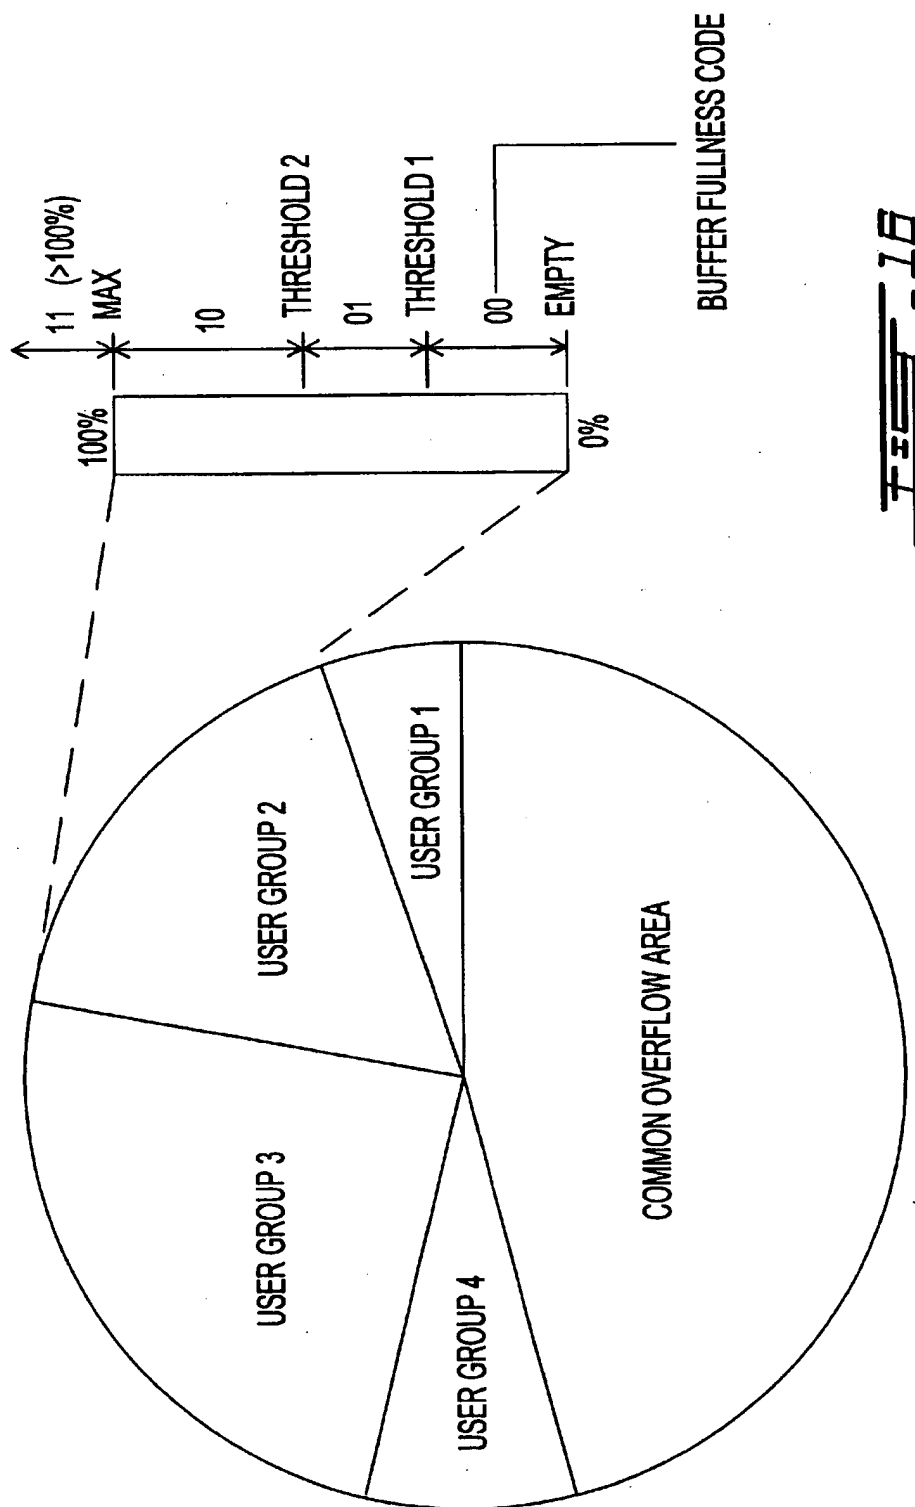 11 (>100%)
MAX
100%
10
THRESHOLD 2
01
THRESHOLD 1
00
EMPTY
0%
BUFFER FULLNESS CODE
USER GROUP 1
USER GROUP 2
USER GROUP 3
USER GROUP 4
COMMON OVERFLOW AREA